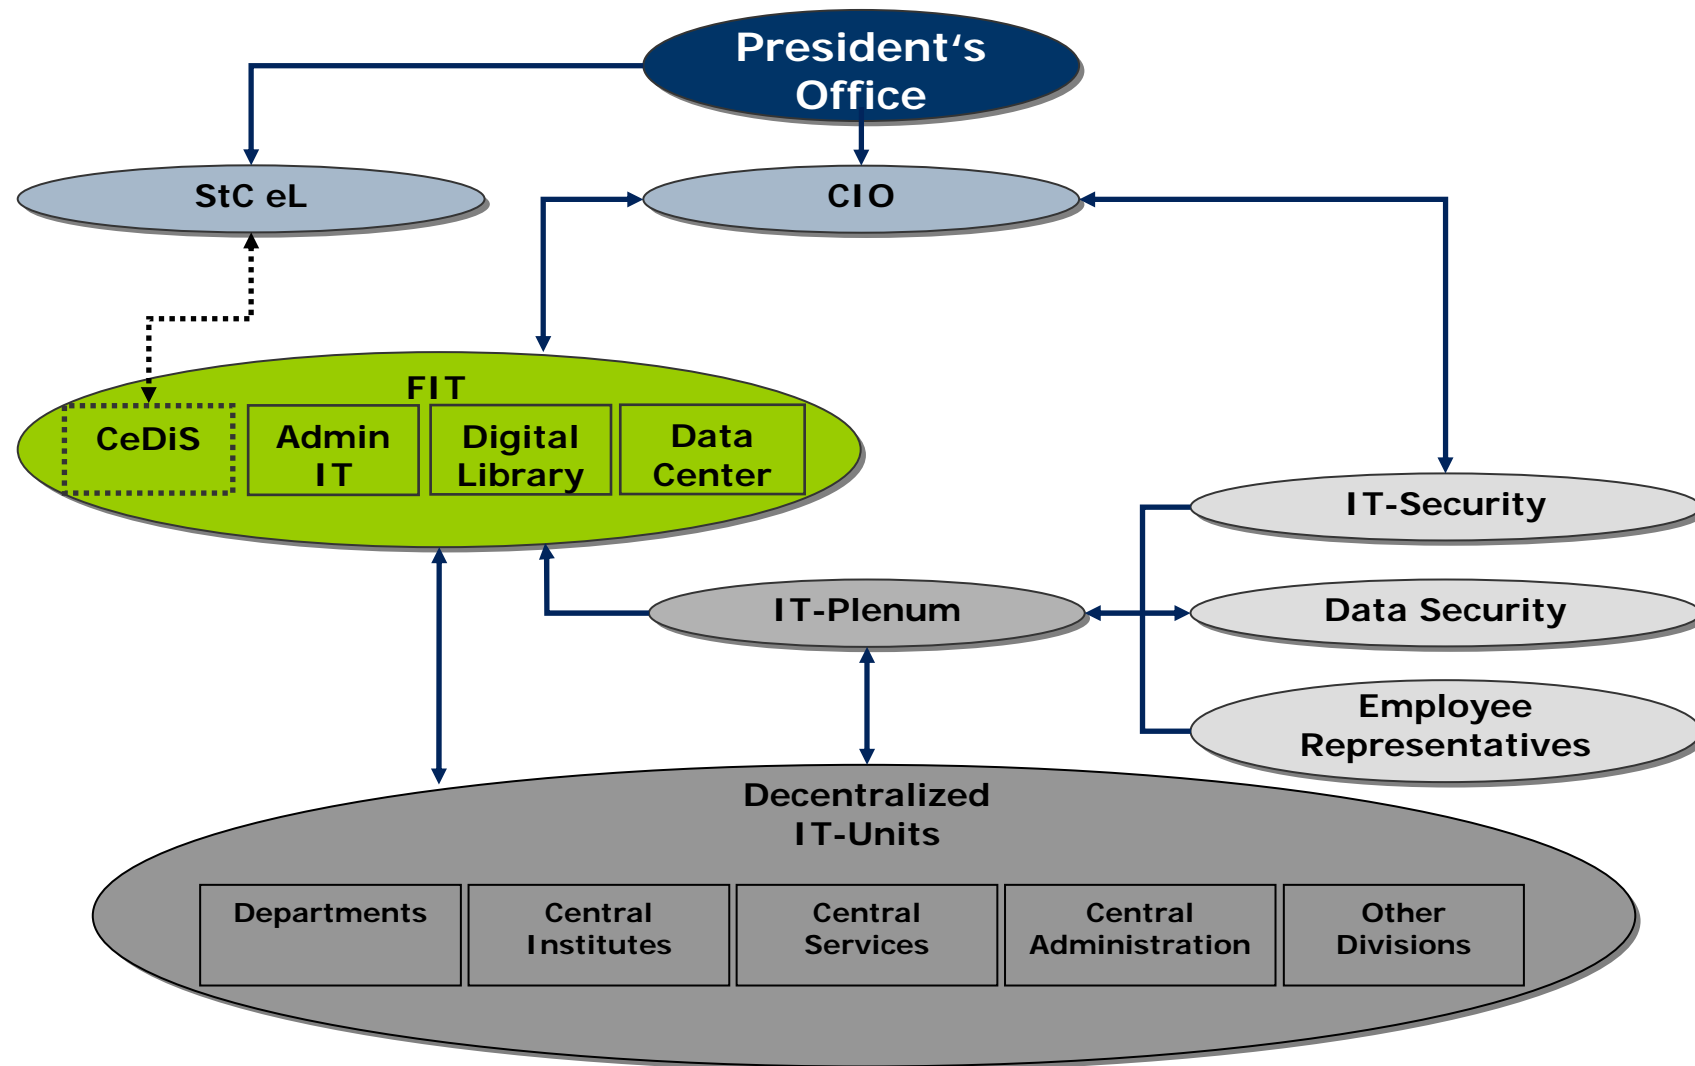 President‘s
Office
StC eL
CIO
FIT
CeDiS
Admin
IT
Digital
Library
Data
Center
IT-Security
IT-Plenum
Data Security
Employee
Representatives
Decentralized
IT-Units
Departments
Central
Institutes
Central
Services
Central
Administration
Other
Divisions